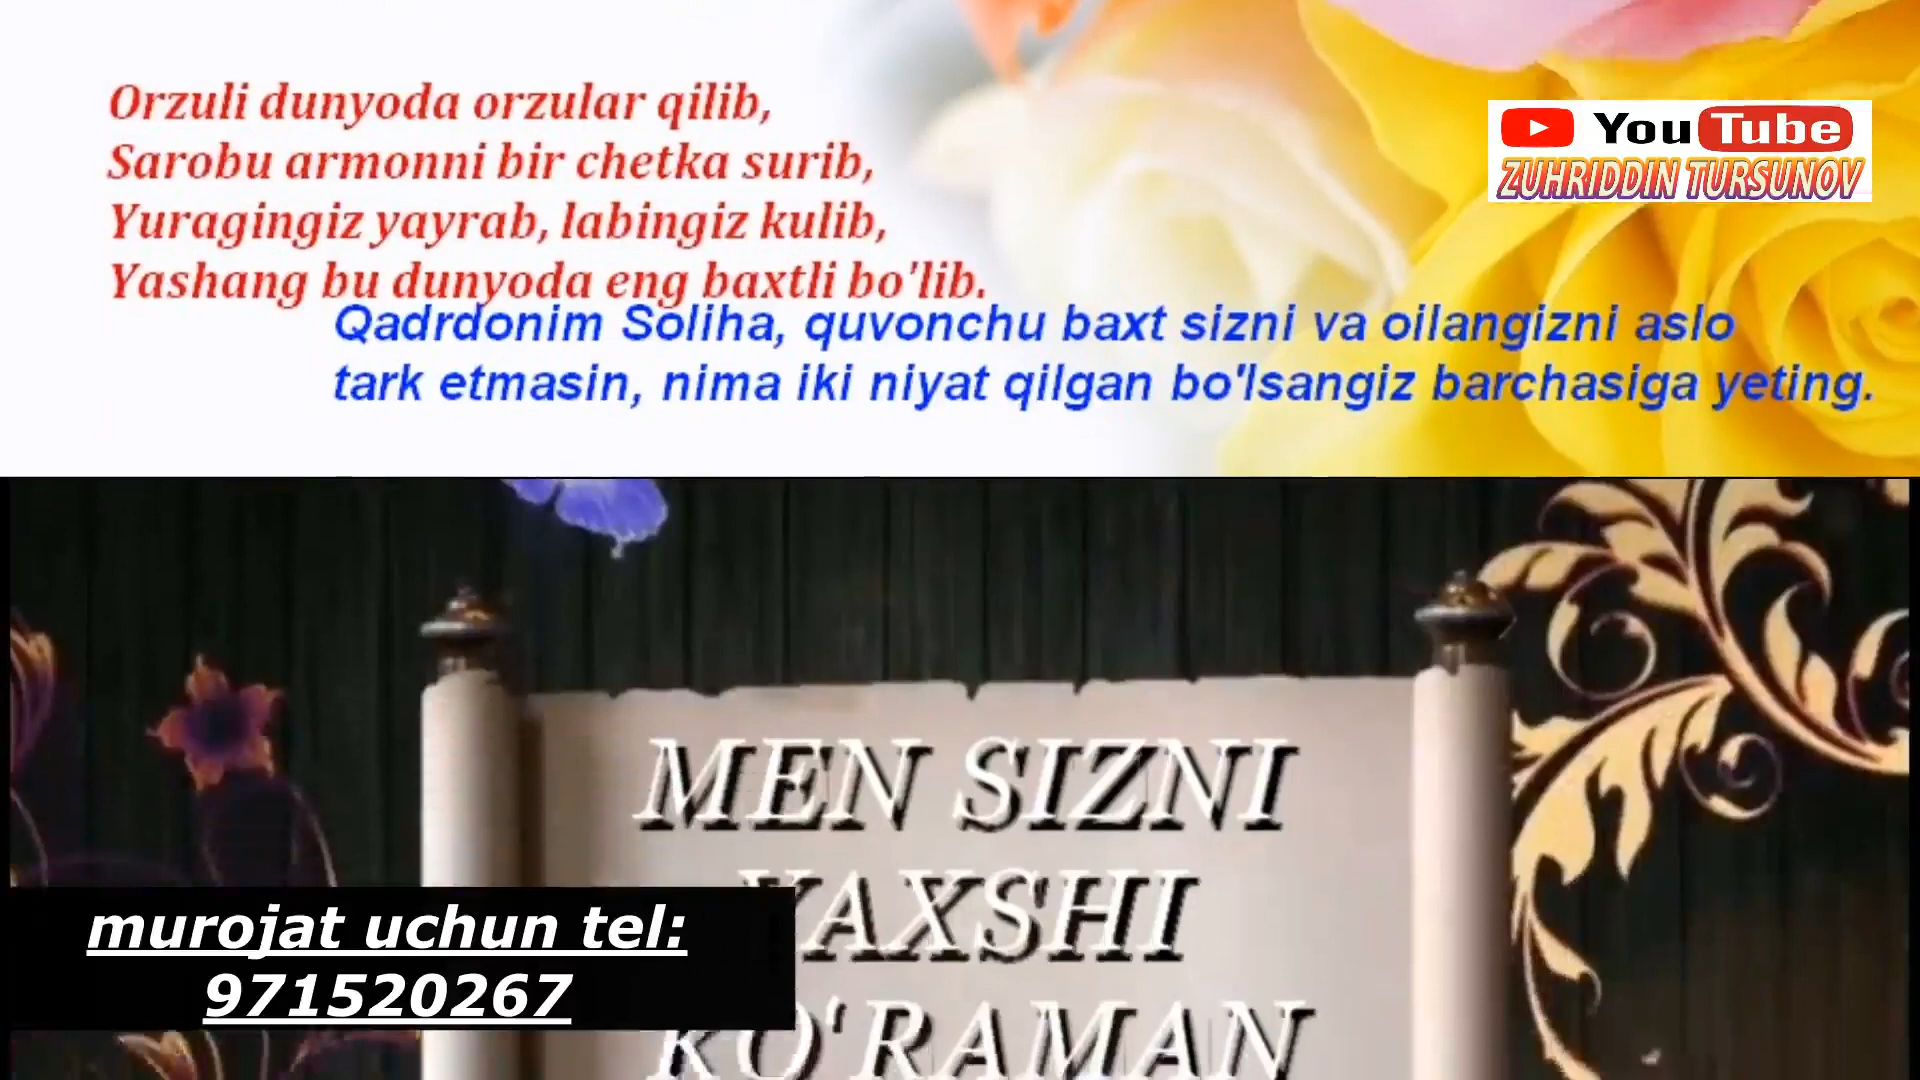 Orzuli dunyoda orzular qilib,
Sarobu armonni bir chetka surib,
Yuragingiz yayrab, labingiz kulib,
Yashang bu dunyoda eng baxtli bo'lib.
YouTube
ZUHRIDDIN TURSUNOV
Qadrdonim Soliha, quvonchu baxt sizni va oilangizni aslo
tark etmasin, nima iki niyat qilgan bo'lsangiz barchasiga yeting.
MEN SIZNI
YAXSHI
KO'RAMAN
murojat uchun tel:
971520267